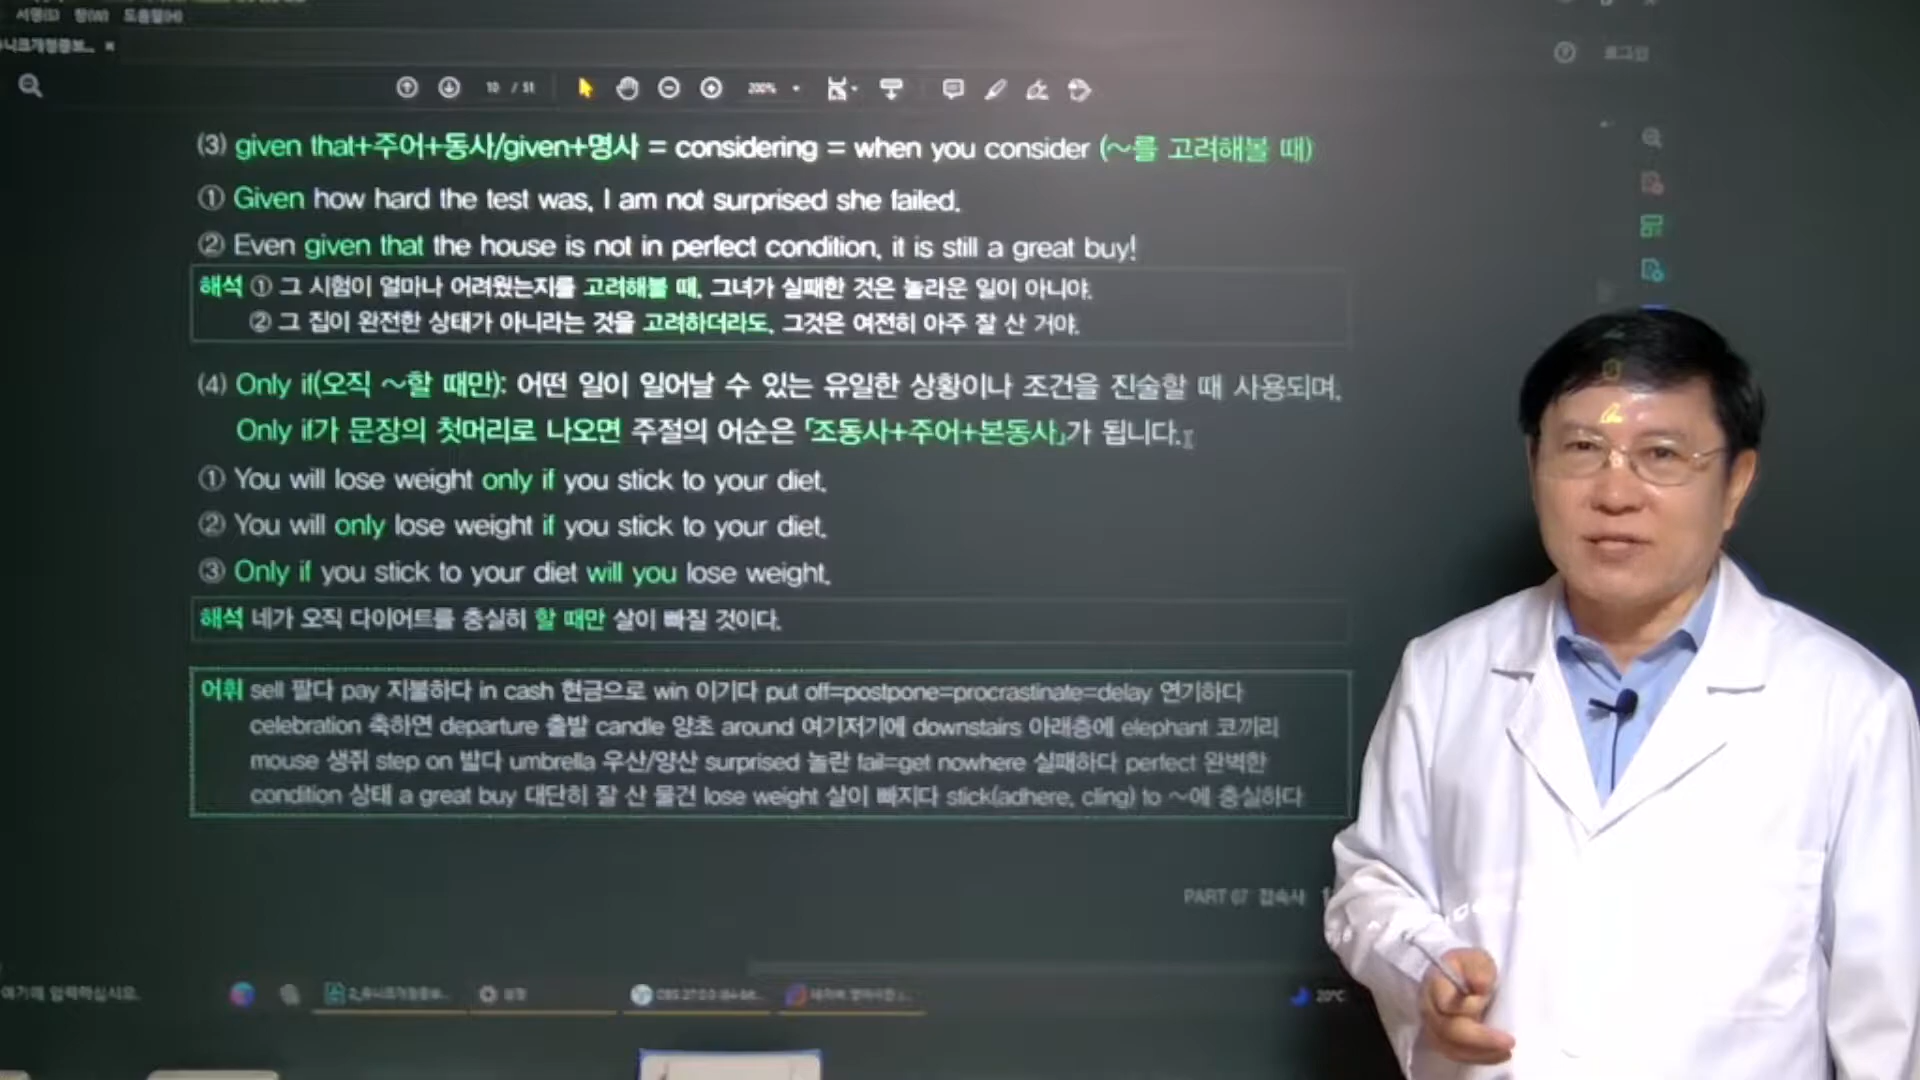 도움말(H)
로그인
10 / 51
200%
(3) given that+주어+동사/given+명사 = considering = when you consider (~를 고려해볼 때)
① Given how hard the test was, I am not surprised she failed.
② Even given that the house is not in perfect condition, it is still a great buy!
해석 ① 그 시험이 얼마나 어려웠는지를 고려해볼 때, 그녀가 실패한 것은 놀라운 일이 아니야.
② 그 집이 완전한 상태가 아니라는 것을 고려하더라도, 그것은 여전히 아주 잘 산 거야.
(4) Only if(오직 ~할 때만): 어떤 일이 일어날 수 있는 유일한 상황이나 조건을 진술할 때 사용되며,
Only if가 문장의 첫머리로 나오면 주절의 어순은 「조동사+주어+본동사」가 됩니다.
① You will lose weight only if you stick to your diet.
② You will only lose weight if you stick to your diet.
③ Only if you stick to your diet will you lose weight.
해석 네가 오직 다이어트를 충실히 할 때만 살이 빠질 것이다.
어휘 sell 팔다 pay 지불하다 in cash 현금으로 win 이기다 put off=postpone=procrastinate=delay 연기하다
celebration 축하연 departure 출발 candle 양초 around 여기저기에 downstairs 아래층에 elephant 코끼리
mouse 생쥐 step on 밟다 umbrella 우산/양산 surprised 놀란 fail=get nowhere 실패하다 perfect 완벽한
condition 상태 a great buy 대단히 잘 산 물건 lose weight 살이 빠지다 stick(adhere, cling) to ~에 충실하다
PART 07 접속사
설정
20°C